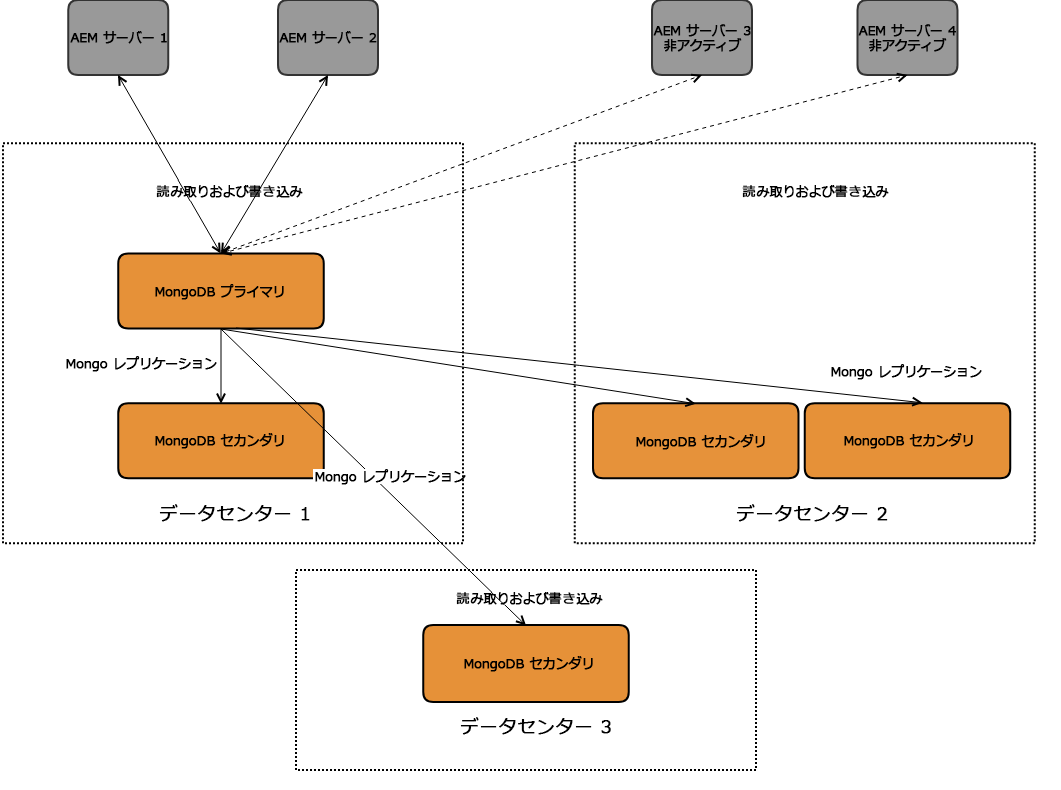 AEM サーバー 1
AEM サーバー 2
AEM サーバー 3
非アクティブ
AEM サーバー 4
非アクティブ
読み取りおよび書き込み
読み取りおよび書き込み
MongoDB プライマリ
Mongo レプリケーション
Mongo レプリケーション
MongoDB セカンダリ
MongoDB セカンダリ
MongoDB セカンダリ
Mongo レプリケーション
データセンター 1
データセンター 2
読み取りおよび書き込み
MongoDB セカンダリ
データセンター 3